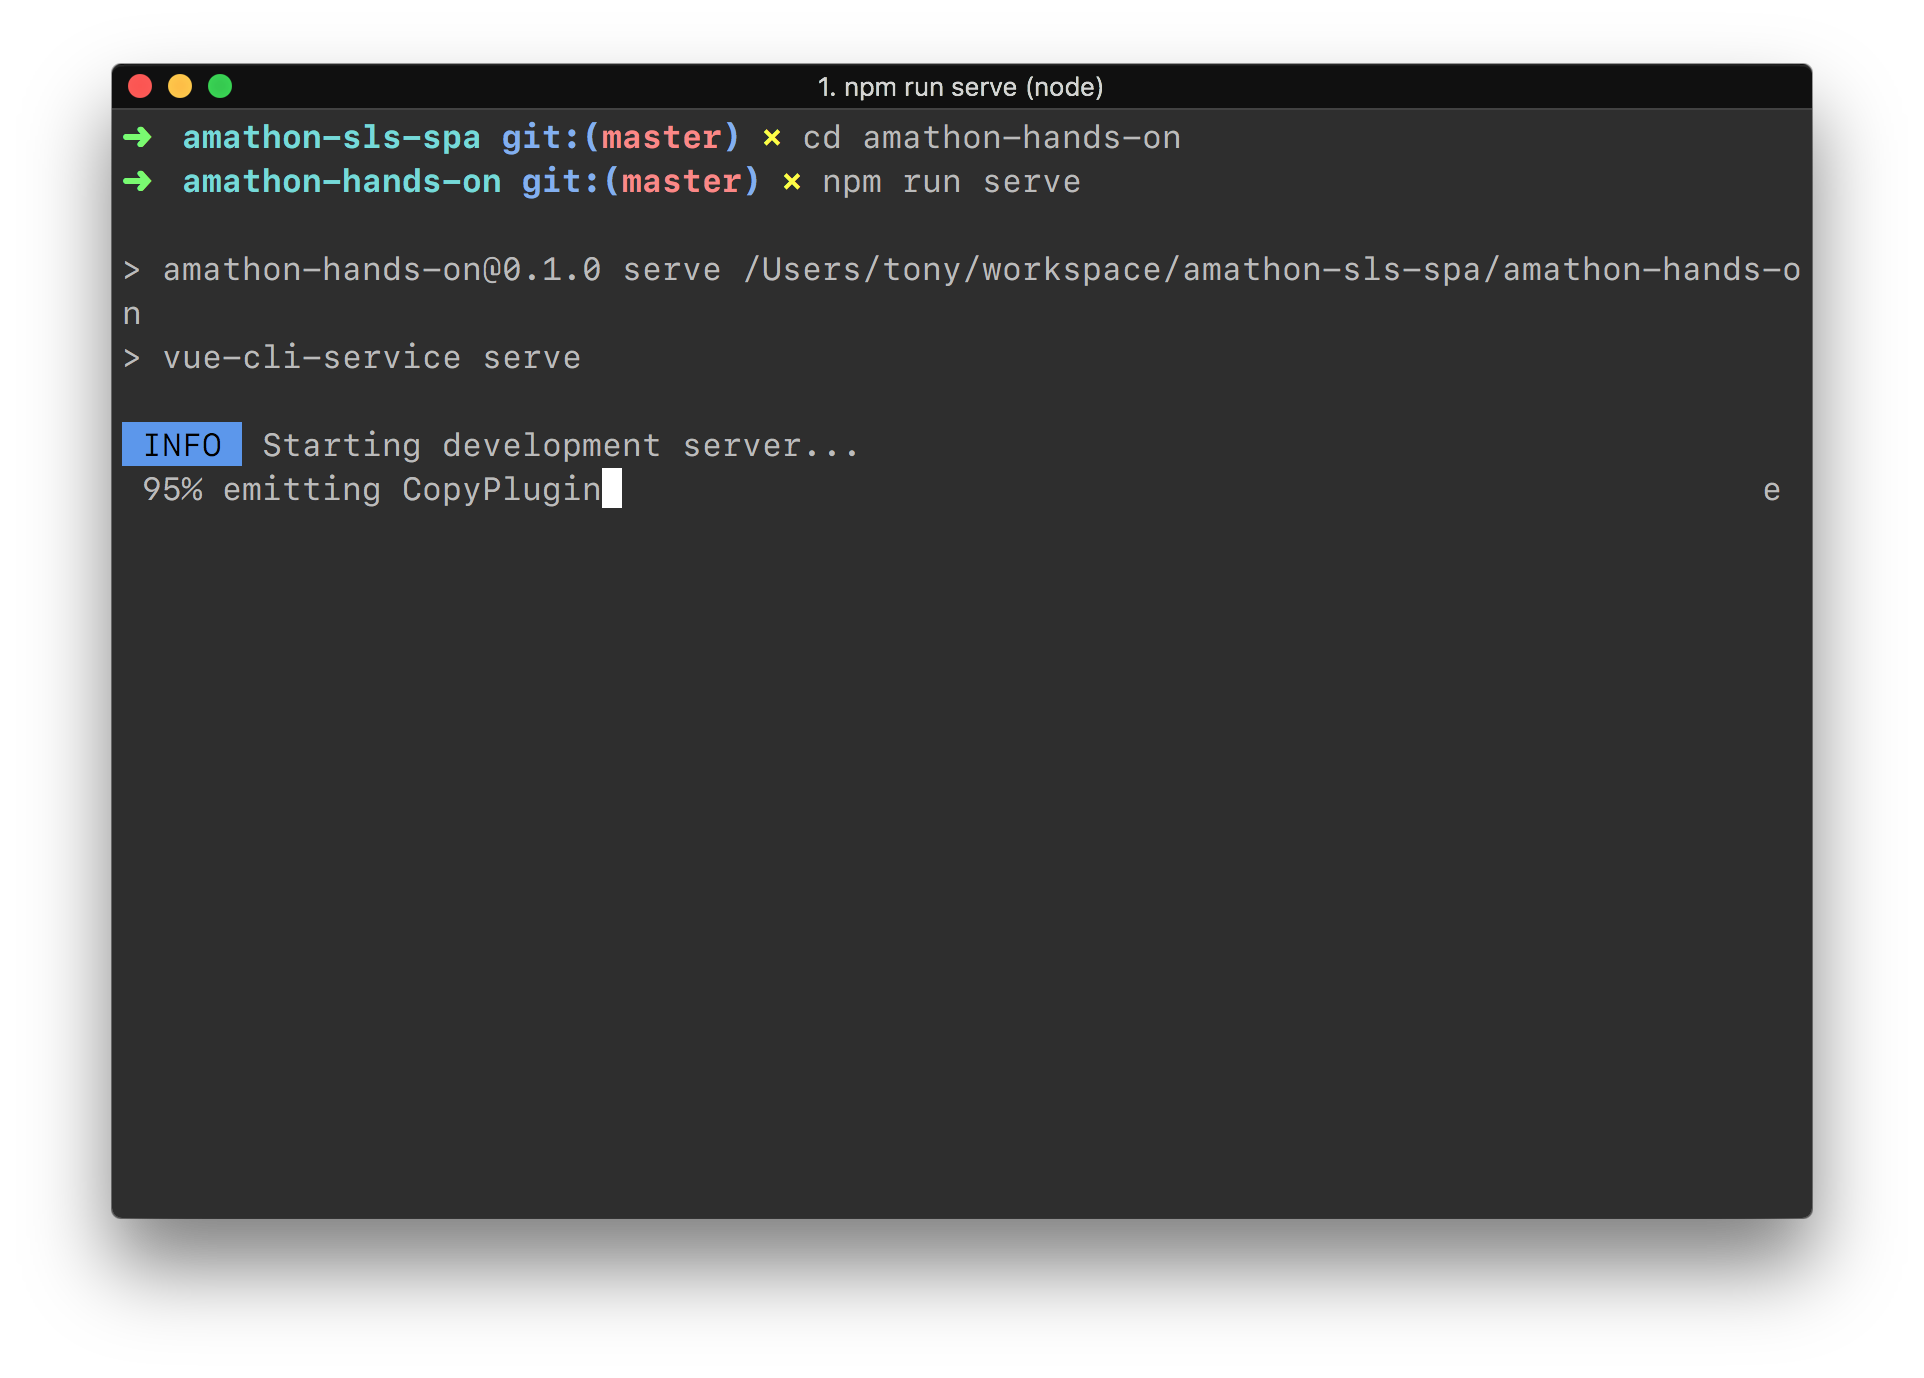 1. npm run serve (node)
➜ amathon-sls-spa git:(master) × cd amathon-hands-on
➜ amathon-hands-on git:(master) × npm run serve
> amathon-hands-on@0.1.0 serve /Users/tony/workspace/amathon-sls-spa/amathon-hands-o
n
> vue-cli-service serve
INFO Starting development server...
95% emitting CopyPlugin e